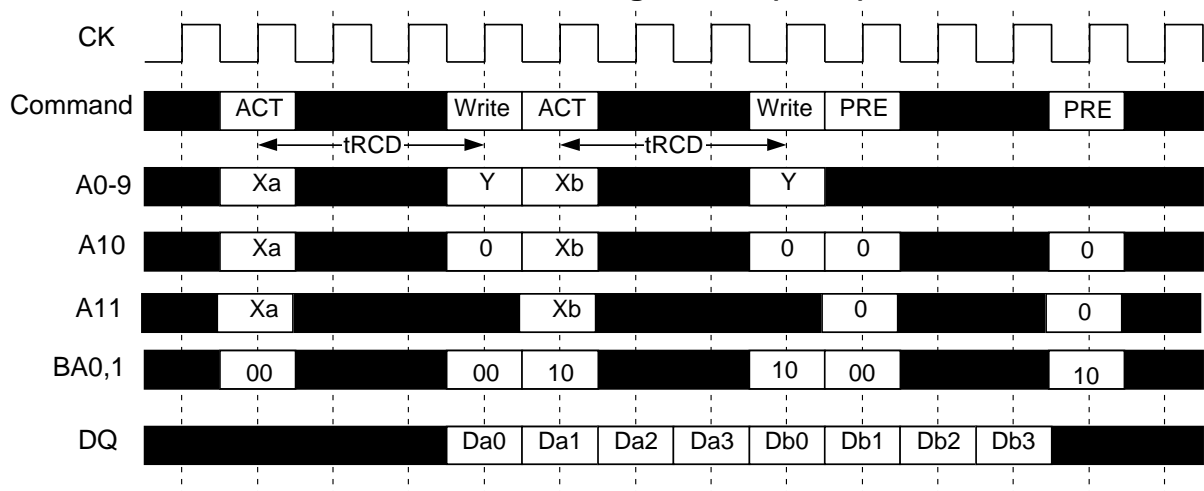 CK
Command ACT Write ACT Write PRE PRE
tRCD tRCD
A0-9 Xa Y Xb Y
A10 Xa 0 Xb 0 0 0
A11 Xa Xb 0 0
BA0,1 00 00 10 10 00 10
DQ Da0 Da1 Da2 Da3 Db0 Db1 Db2 Db3